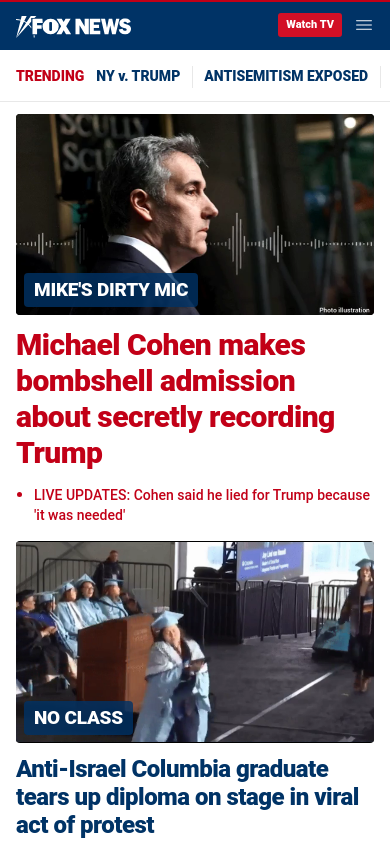 FOX NEWS
Watch TV
TRENDING NY v. TRUMP ANTISEMITISM EXPOSED
SCULLY
SCULLY
MIKE'S DIRTY MIC
Photo illustration
Michael Cohen makes
bombshell admission
about secretly recording
Trump
LIVE UPDATES: Cohen said he lied for Trump because
'it was needed'
NO CLASS
Anti-Israel Columbia graduate
tears up diploma on stage in viral
act of protest